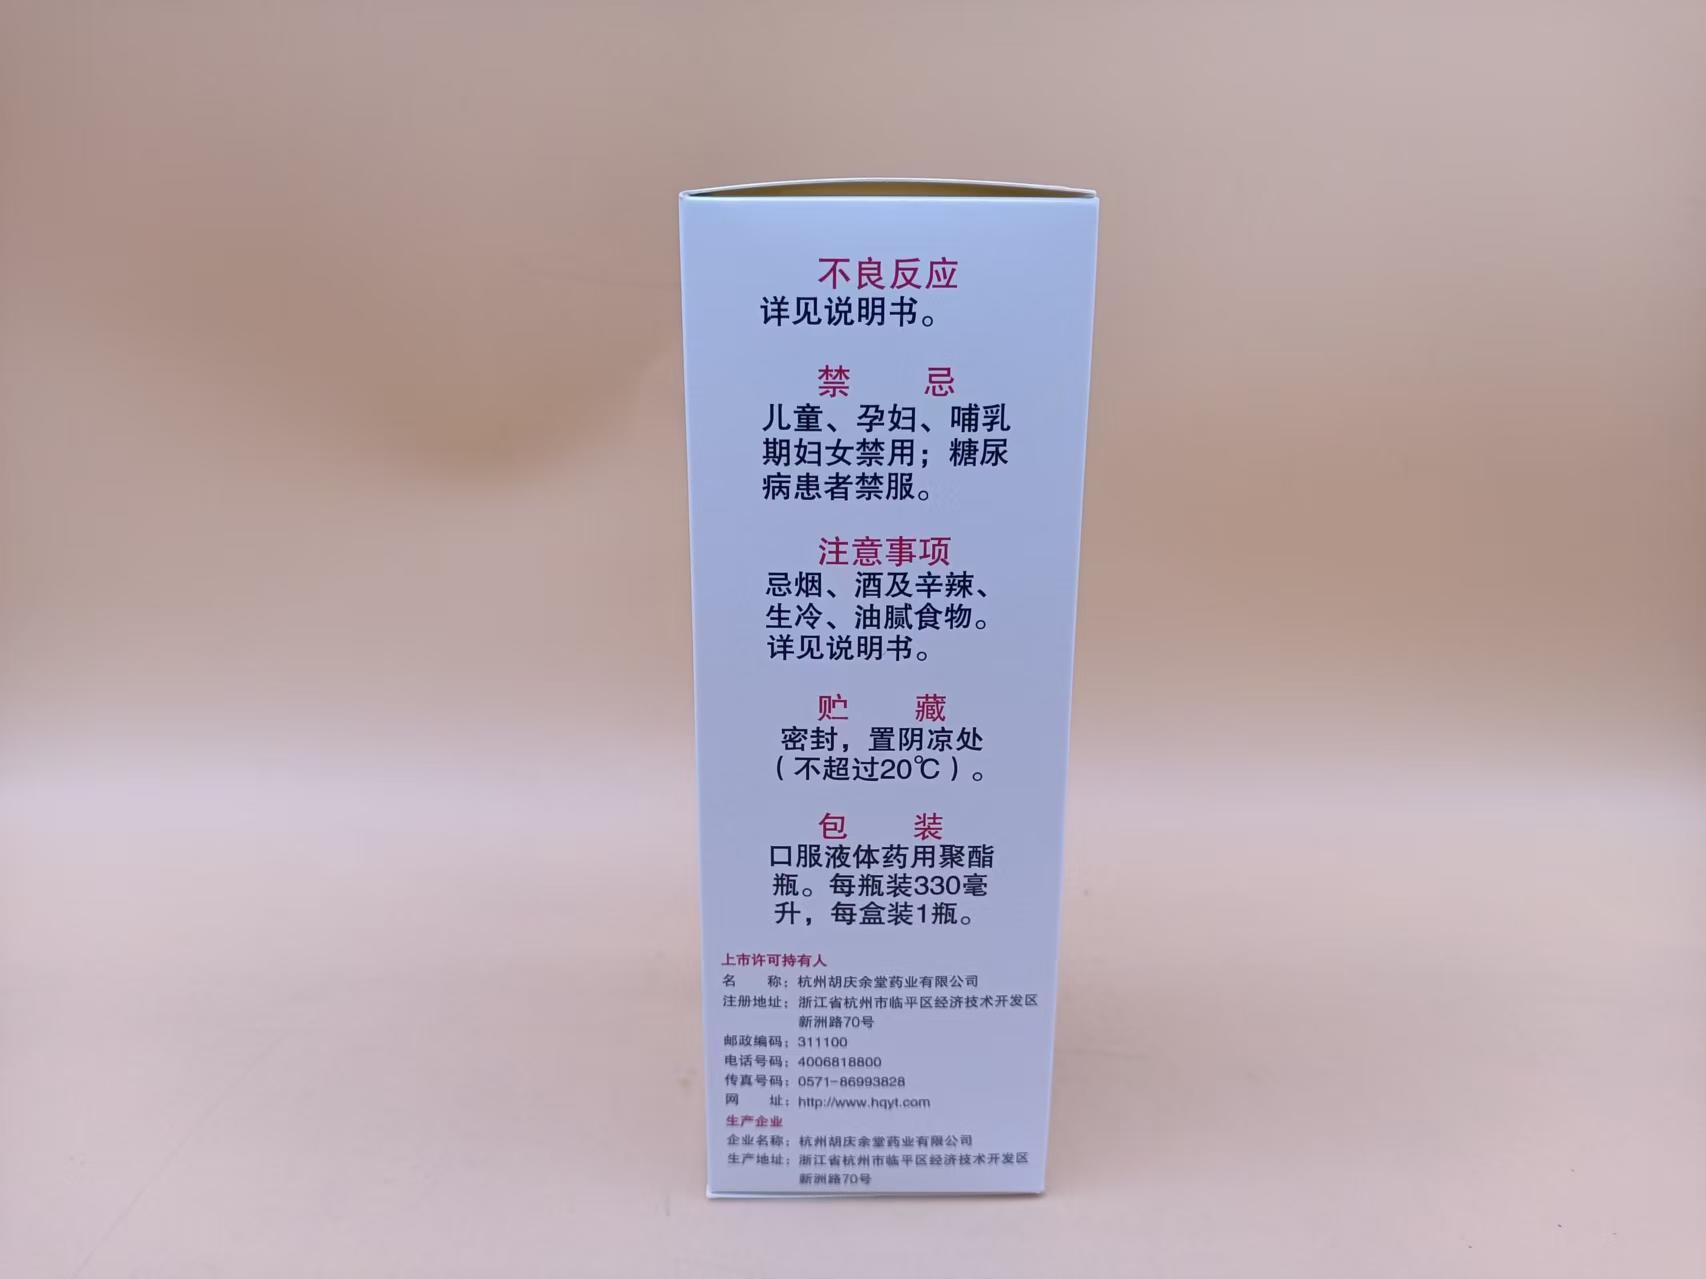 不良反应
详见说明书。
禁 忌
儿童、孕妇、哺乳
期妇女禁用；糖尿
病患者禁服。
注意事项
忌烟、酒及辛辣、
生冷、油腻食物。
详见说明书。
贮 藏
密封，置阴凉处
（不超过20℃）。
包 装
口服液体药用聚酯
瓶。每瓶装330毫
升，每盒装1瓶。
上市许可持有人
名 称：杭州胡庆余堂药业有限公司
注册地址：浙江省杭州市临平区经济技术开发区
新洲路70号
邮政编码：311100
电话号码：4006818800
传真号码：0571-86993828
网 址：http://www.hqyt.com
生产企业
企业名称：杭州胡庆余堂药业有限公司
生产地址：浙江省杭州市临平区经济技术开发区
新洲路70号